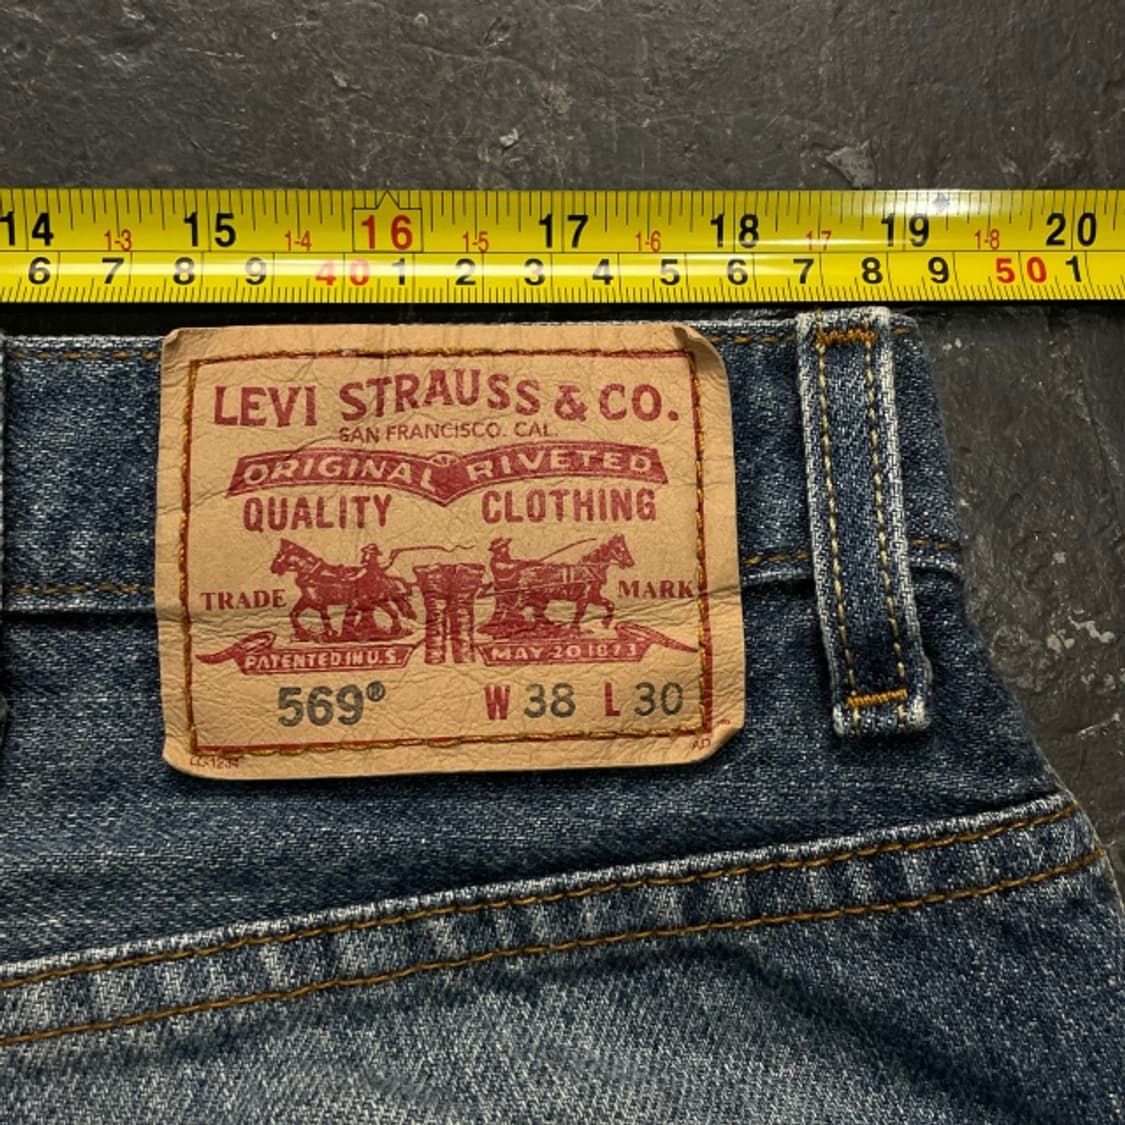 14 1-3 15 1-4 16 1-5 17 1-6 18 17 19 1-8 20
6 7 8 9 40 1 2 3 4 5 6 7 8 9 50 1
LEVI STRAUSS & CO.
SAN FRANCISCO. CAL
ORIGINAL RIVETED
QUALITY CLOTHING
TRADE MARK
PATENTED IN U.S. MAY 20 1873
569® W 38 L 30